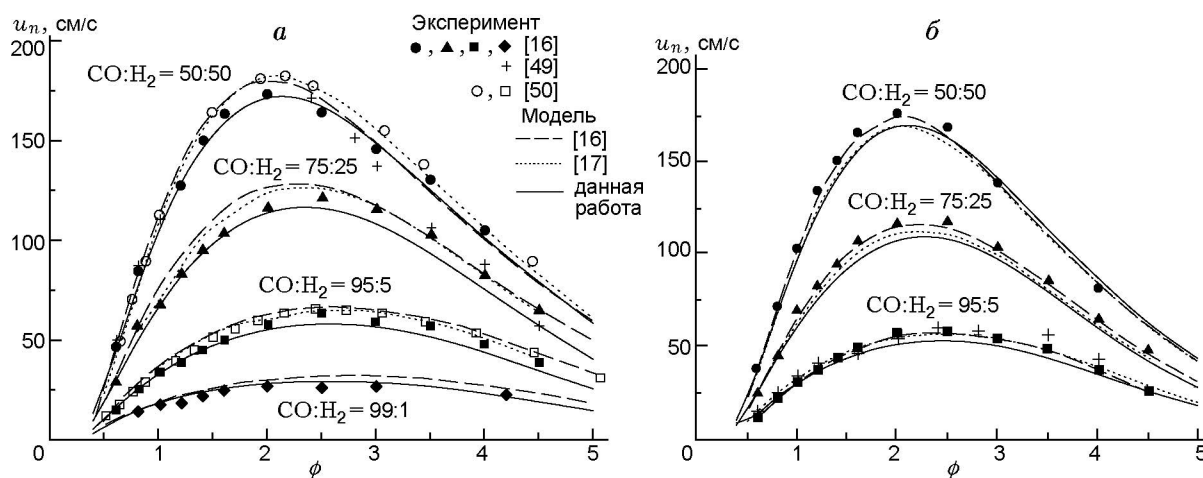 u_n, см/с
а
200
150
100
50
0
1
2
3
4
5
ϕ
CO:H₂ = 50:50
CO:H₂ = 75:25
CO:H₂ = 95:5
CO:H₂ = 99:1
Эксперимент
●, ▲, ■, ◆ [16]
+ [49]
○, □ [50]
Модель
[16]
[17]
данная
работа
u_n, см/с
б
200
150
100
50
0
1
2
3
4
5
ϕ
CO:H₂ = 50:50
CO:H₂ = 75:25
CO:H₂ = 95:5